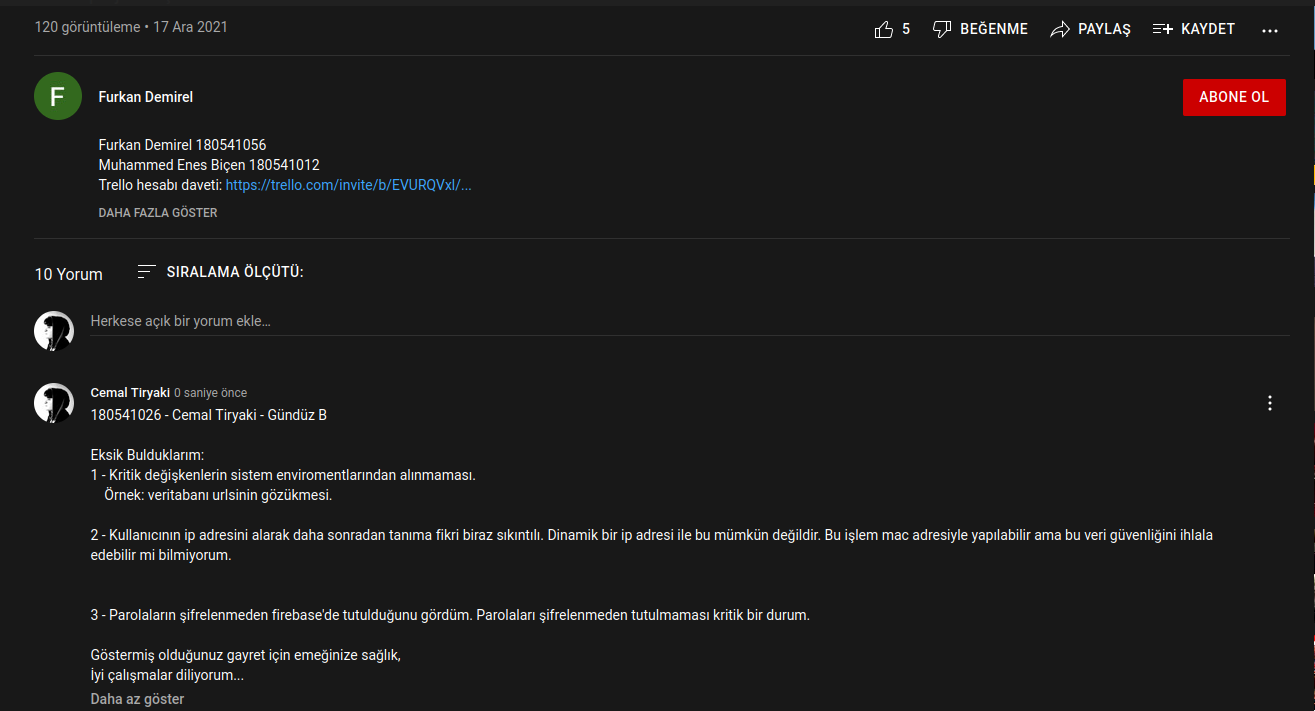 120 görüntüleme • 17 Ara 2021
5 BEĞENME PAYLAŞ KAYDET
F
Furkan Demirel
ABONE OL
Furkan Demirel 180541056
Muhammed Enes Biçen 180541012
Trello hesabı daveti: https://trello.com/invite/b/EVURQVxl/...
DAHA FAZLA GÖSTER
10 Yorum
SIRALAMA ÖLÇÜTÜ:
Herkese açık bir yorum ekle...
Cemal Tiryaki 0 saniye önce
180541026 - Cemal Tiryaki - Gündüz B
Eksik Bulduklarım:
1 - Kritik değişkenlerin sistem enviromentlarından alınmaması.
Örnek: veritabanı urlsinin gözükmesi.
2 - Kullanıcının ip adresini alarak daha sonradan tanıma fikri biraz sıkıntılı. Dinamik bir ip adresi ile bu mümkün değildir. Bu işlem mac adresiyle yapılabilir ama bu veri güvenliğini ihlala
edebilir mi bilmiyorum.
3 - Parolaların şifrelenmeden firebase'de tutulduğunu gördüm. Parolaları şifrelenmeden tutulmaması kritik bir durum.
Göstermiş olduğunuz gayret için emeğinize sağlık,
İyi çalışmalar diliyorum...
Daha az göster